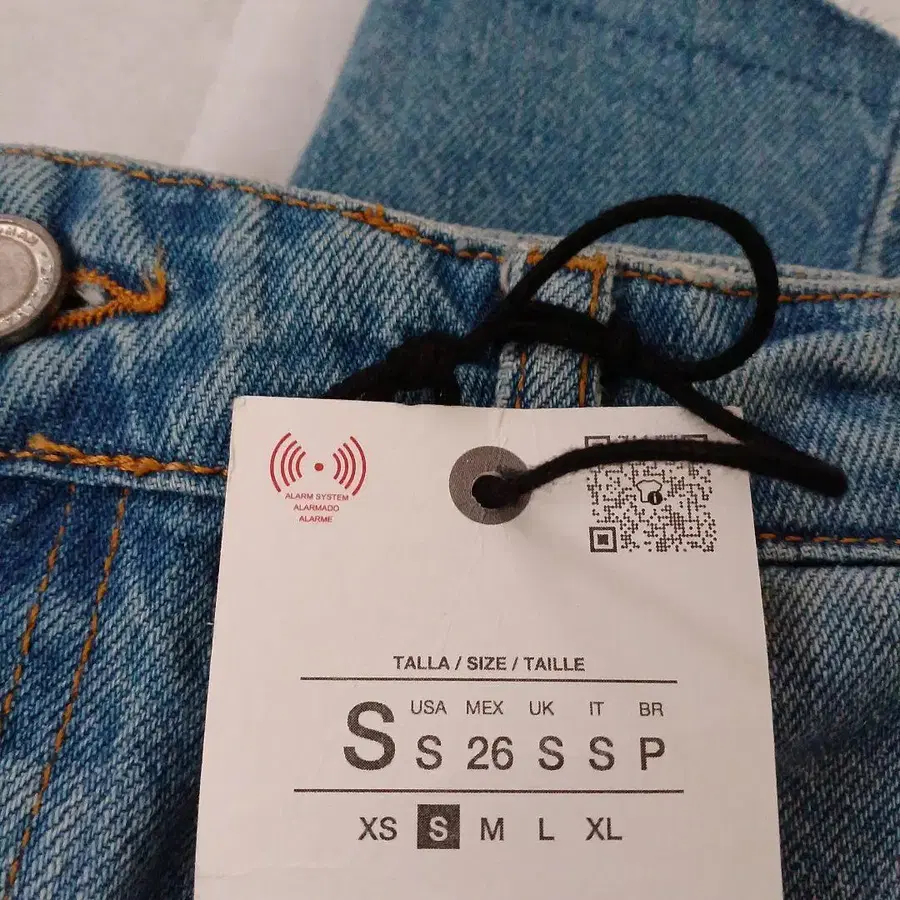 ALARM SYSTEM
ALARMADO
ALARME
TALLA / SIZE / TAILLE
S
USA MEX UK IT BR
S 26 S S P
XS S M L XL